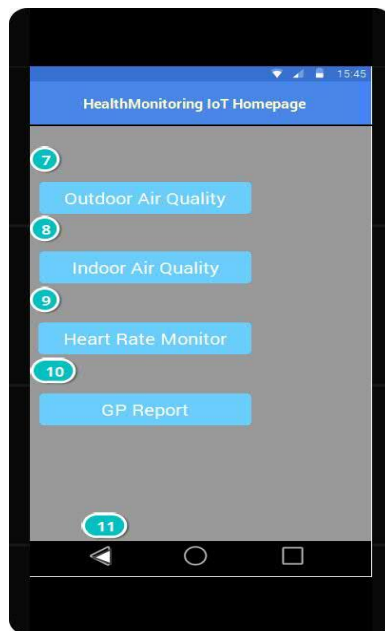 15:45
HealthMonitoring IoT Homepage
7
Outdoor Air Quality
8
Indoor Air Quality
9
Heart Rate Monitor
10
GP Report
11